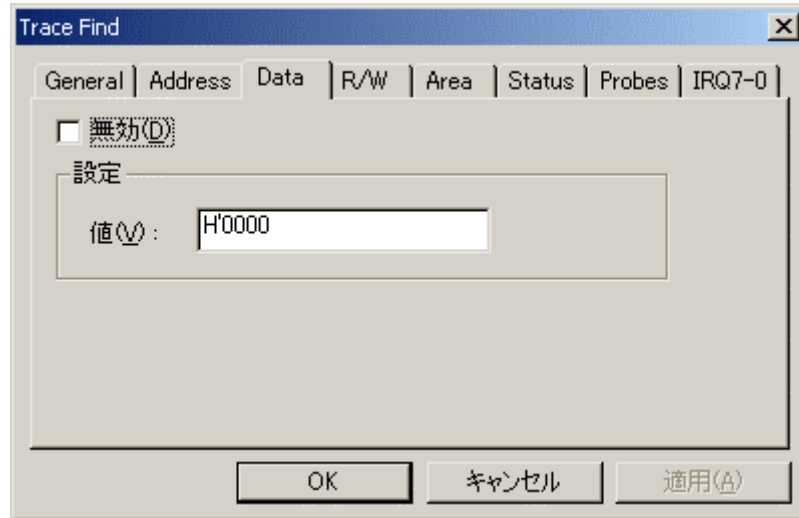 Trace Find
General Address Data R/W Area Status Probes IRQ7-0
無効(D)
設定
値(V): H'0000
OK キャンセル 適用(A)